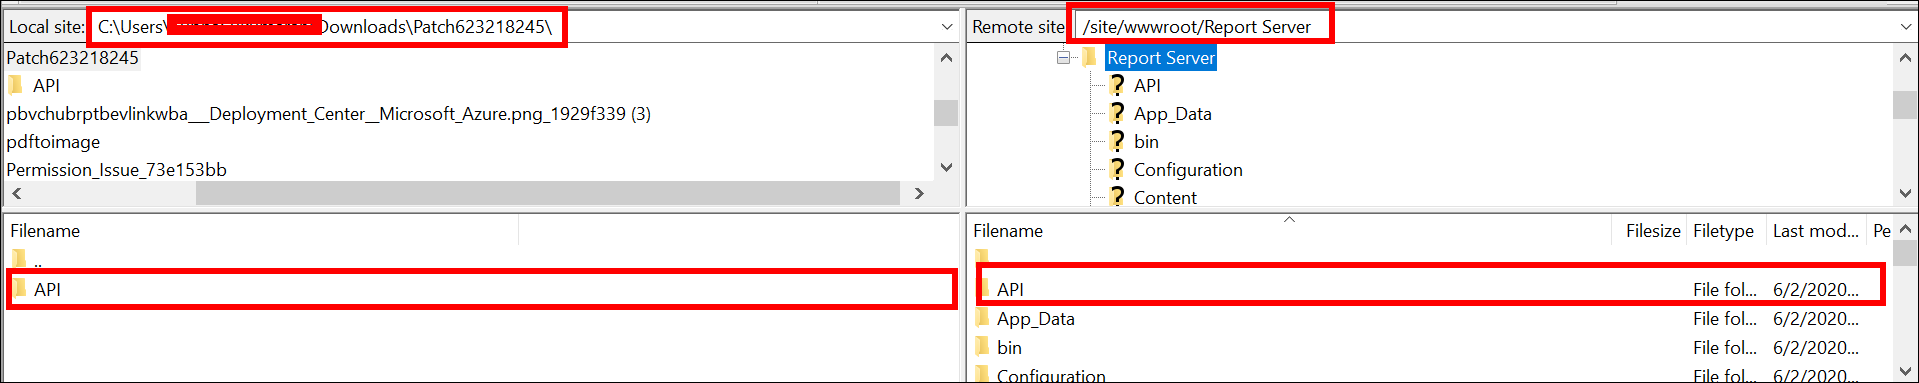 Local site: C:\Users\ Downloads\Patch623218245\
Patch623218245
API
pbvchubrptbevlinkwba__Deployment_Center__Microsoft_Azure.png_1929f339 (3)
pdftoimage
Permission_Issue_73e153bb
Filename
..
API
Remote site /site/wwwroot/Report Server
Report Server
API
App_Data
bin
Configuration
Content
Filename Filesize Filetype Last mod... Pe
API File fol... 6/2/2020...
App_Data File fol... 6/2/2020...
bin File fol... 6/2/2020...
Configuration File fol... 6/2/2020...